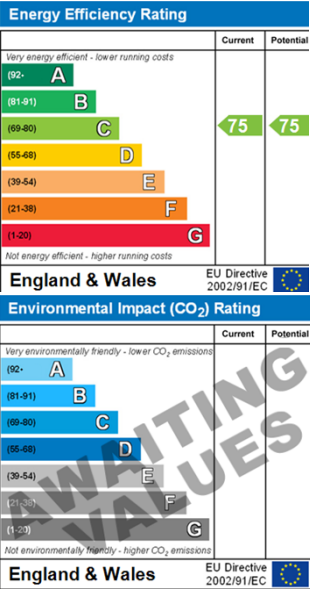 Energy Efficiency Rating
Current Potential
Very energy efficient - lower running costs
(92- A
(81-91) B
(69-80) C 75 75
(55-68) D
(39-54) E
(21-38) F
(1-20) G
Not energy efficient - higher running costs
England & Wales EU Directive
2002/91/EC
Environmental Impact (CO2) Rating
Current Potential
Very environmentally friendly - lower CO2 emissions
(92- A
(81-91) B
(69-80) C
(55-68) D
(39-54) E
(21-38) F
(1-20) G
AWAITING
VALUES
Not environmentally friendly - higher CO2 emissions
England & Wales EU Directive
2002/91/EC